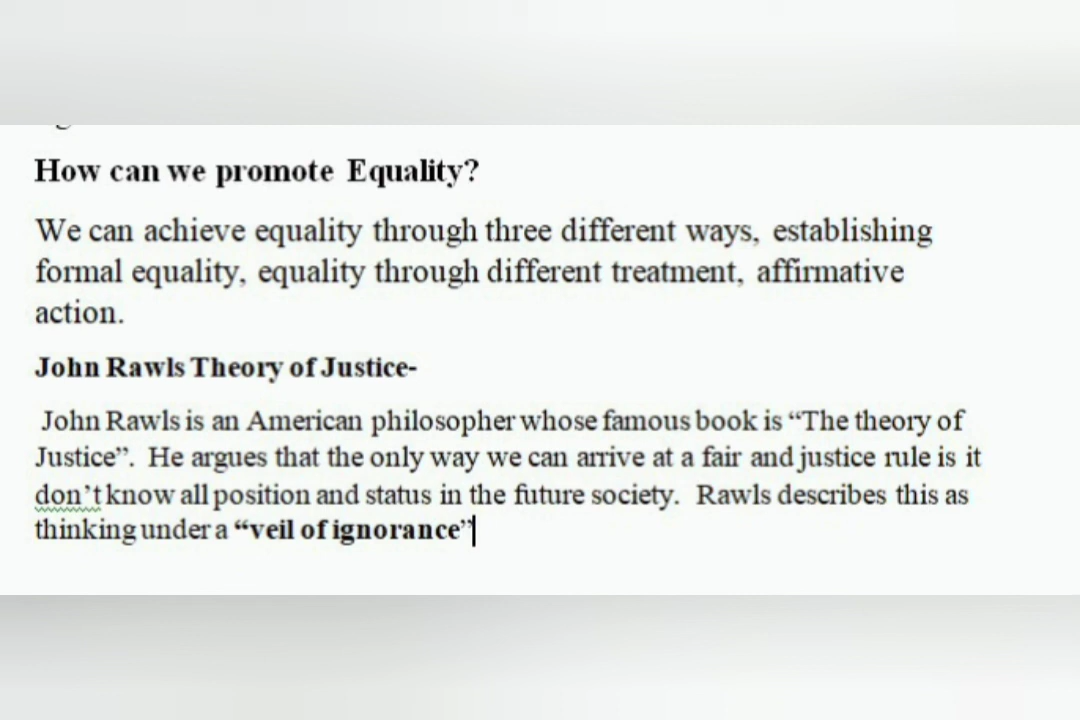 How can we promote Equality?
We can achieve equality through three different ways, establishing
formal equality, equality through different treatment, affirmative
action.
John Rawls Theory of Justice-
John Rawls is an American philosopher whose famous book is “The theory of
Justice”. He argues that the only way we can arrive at a fair and justice rule is it
don’t know all position and status in the future society. Rawls describes this as
thinking under a “veil of ignorance”